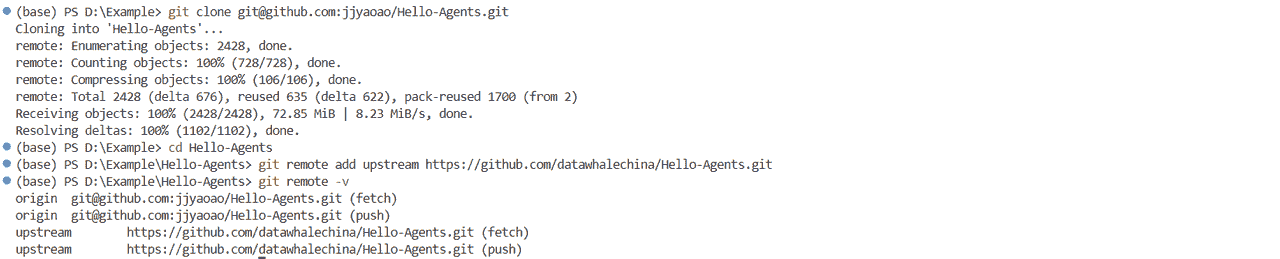 (base) PS D:\Example> git clone git@github.com:jjyaoao/Hello-Agents.git
Cloning into 'Hello-Agents'...
remote: Enumerating objects: 2428, done.
remote: Counting objects: 100% (728/728), done.
remote: Compressing objects: 100% (106/106), done.
remote: Total 2428 (delta 676), reused 635 (delta 622), pack-reused 1700 (from 2)
Receiving objects: 100% (2428/2428), 72.85 MiB | 8.23 MiB/s, done.
Resolving deltas: 100% (1102/1102), done.
(base) PS D:\Example> cd Hello-Agents
(base) PS D:\Example\Hello-Agents> git remote add upstream https://github.com/datawhalechina/Hello-Agents.git
(base) PS D:\Example\Hello-Agents> git remote -v
origin  git@github.com:jjyaoao/Hello-Agents.git (fetch)
origin  git@github.com:jjyaoao/Hello-Agents.git (push)
upstream        https://github.com/datawhalechina/Hello-Agents.git (fetch)
upstream        https://github.com/datawhalechina/Hello-Agents.git (push)